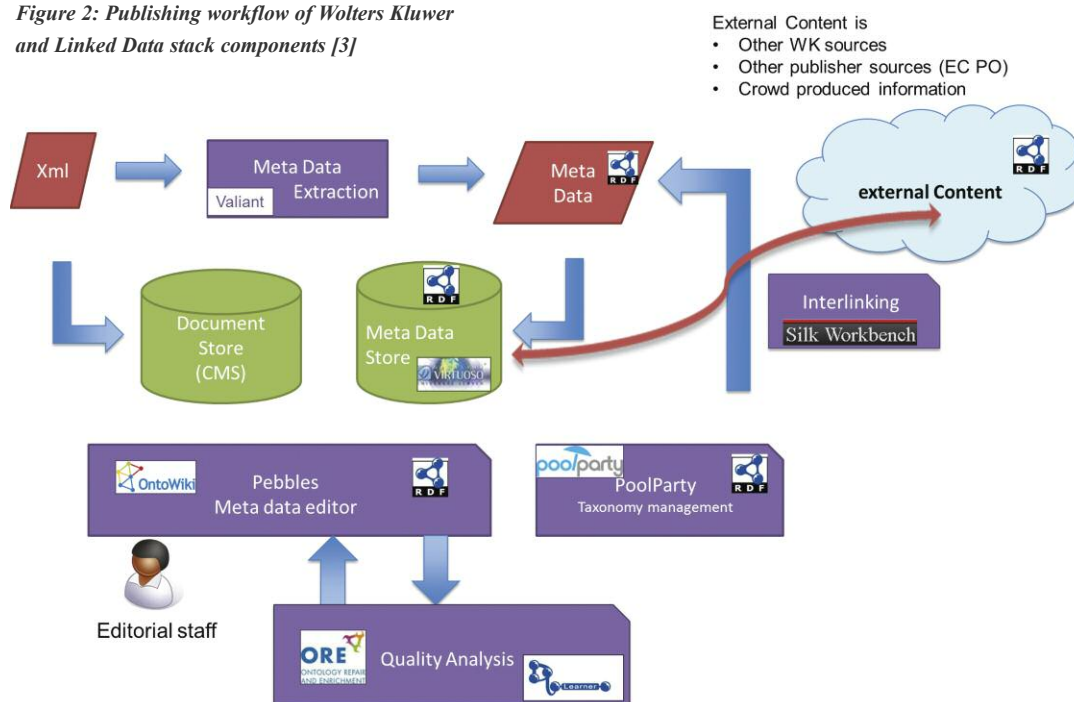 Figure 2: Publishing workflow of Wolters Kluwer
and Linked Data stack components [3]
External Content is
• Other WK sources
• Other publisher sources (EC PO)
• Crowd produced information
Xml
Meta Data
Extraction
Valiant
Meta
Data
RDF
RDF
external Content
Document
Store
(CMS)
RDF
Meta Data
Store
VIRTUOSO
Interlinking
Silk Workbench
OntoWiki
Pebbles
Meta data editor
RDF
poolparty
PoolParty
Taxonomy management
RDF
Editorial staff
ORE
ONTOLOGY REPAIR
AND ENRICHMENT
Quality Analysis
Learner